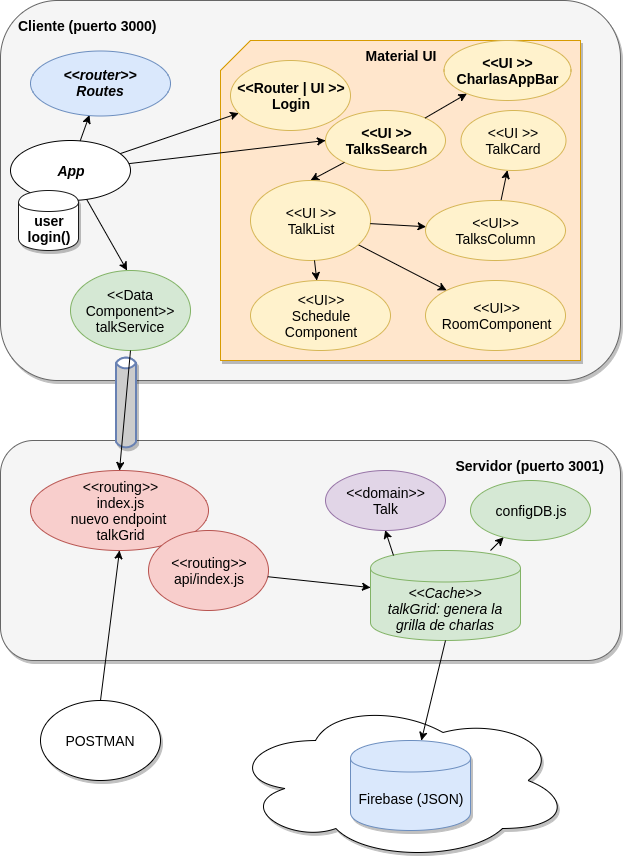 Cliente (puerto 3000)
<<router>>
Routes
App
user
login()
<<Data
Component>>
talkService
Material UI
<<Router | UI >>
Login
<<UI >>
CharlasAppBar
<<UI >>
TalksSearch
<<UI >>
TalkCard
<<UI >>
TalkList
<<UI>>
TalksColumn
<<UI>>
Schedule
Component
<<UI>>
RoomComponent
Servidor (puerto 3001)
<<routing>>
index.js
nuevo endpoint
talkGrid
<<routing>>
api/index.js
<<domain>>
Talk
configDB.js
<<Cache>>
talkGrid: genera la
grilla de charlas
POSTMAN
Firebase (JSON)